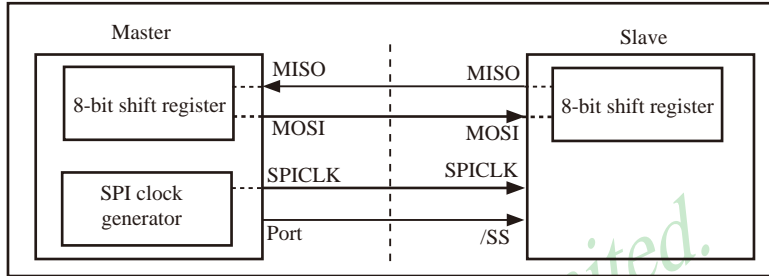 Master
Slave
MISO
MISO
8-bit shift register
8-bit shift register
MOSI
MOSI
SPICLK
SPICLK
SPI clock
generator
Port
/SS